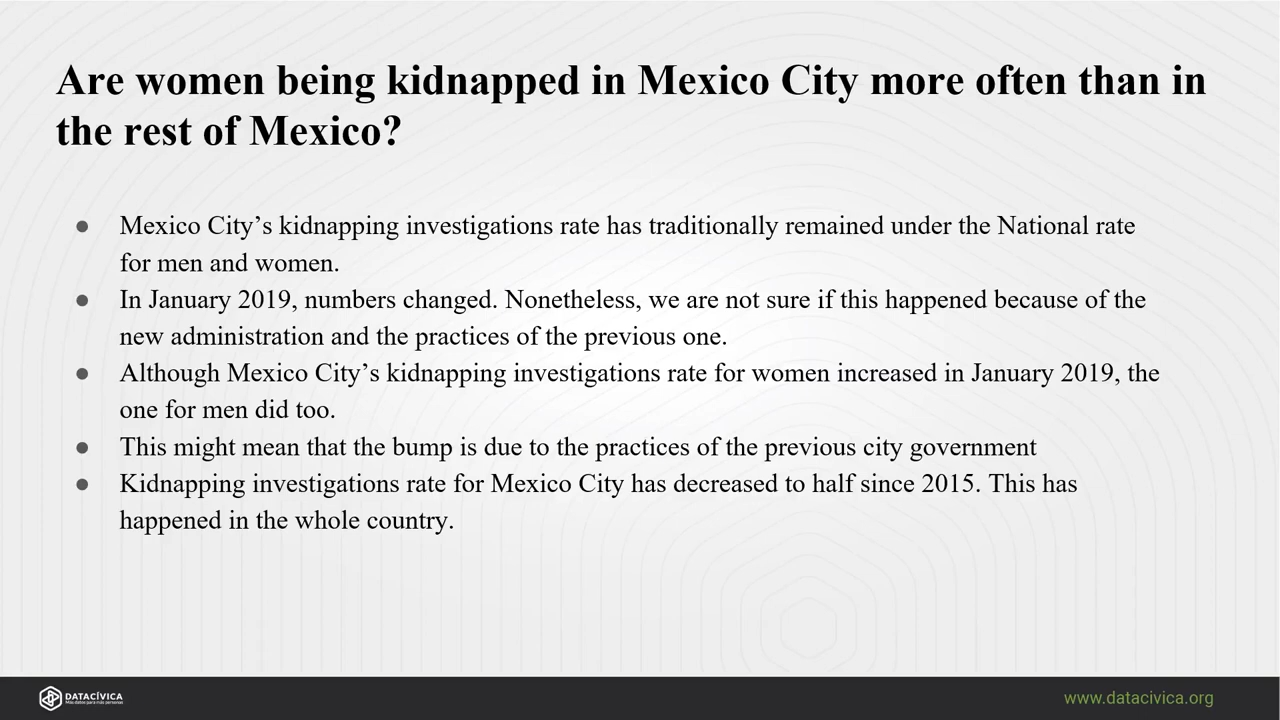 Are women being kidnapped in Mexico City more often than in
the rest of Mexico?
● Mexico City’s kidnapping investigations rate has traditionally remained under the National rate
for men and women.
● In January 2019, numbers changed. Nonetheless, we are not sure if this happened because of the
new administration and the practices of the previous one.
● Although Mexico City’s kidnapping investigations rate for women increased in January 2019, the
one for men did too.
● This might mean that the bump is due to the practices of the previous city government
● Kidnapping investigations rate for Mexico City has decreased to half since 2015. This has
happened in the whole country.
DATACÍVICA
Más datos para más personas
www.datacivica.org